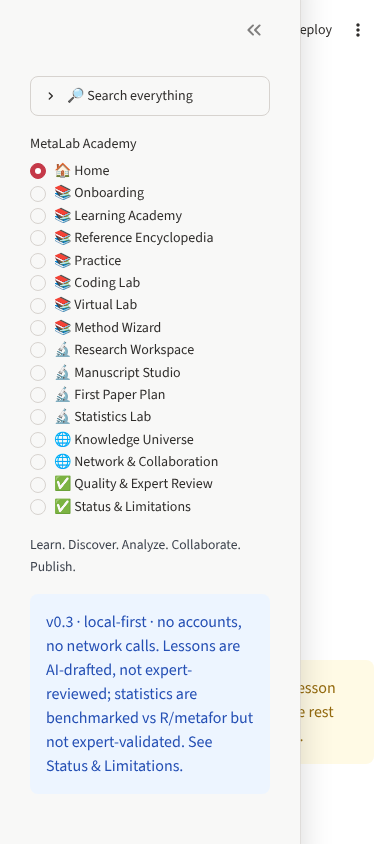 Search everything
MetaLab Academy
Home
Onboarding
Learning Academy
Reference Encyclopedia
Practice
Coding Lab
Virtual Lab
Method Wizard
Research Workspace
Manuscript Studio
First Paper Plan
Statistics Lab
Knowledge Universe
Network & Collaboration
Quality & Expert Review
Status & Limitations
Learn. Discover. Analyze. Collaborate.
Publish.
v0.3 · local-first · no accounts,
no network calls. Lessons are
AI-drafted, not expert-
reviewed; statistics are
benchmarked vs R/metafor but
not expert-validated. See
Status & Limitations.
eploy
esson
e rest
.